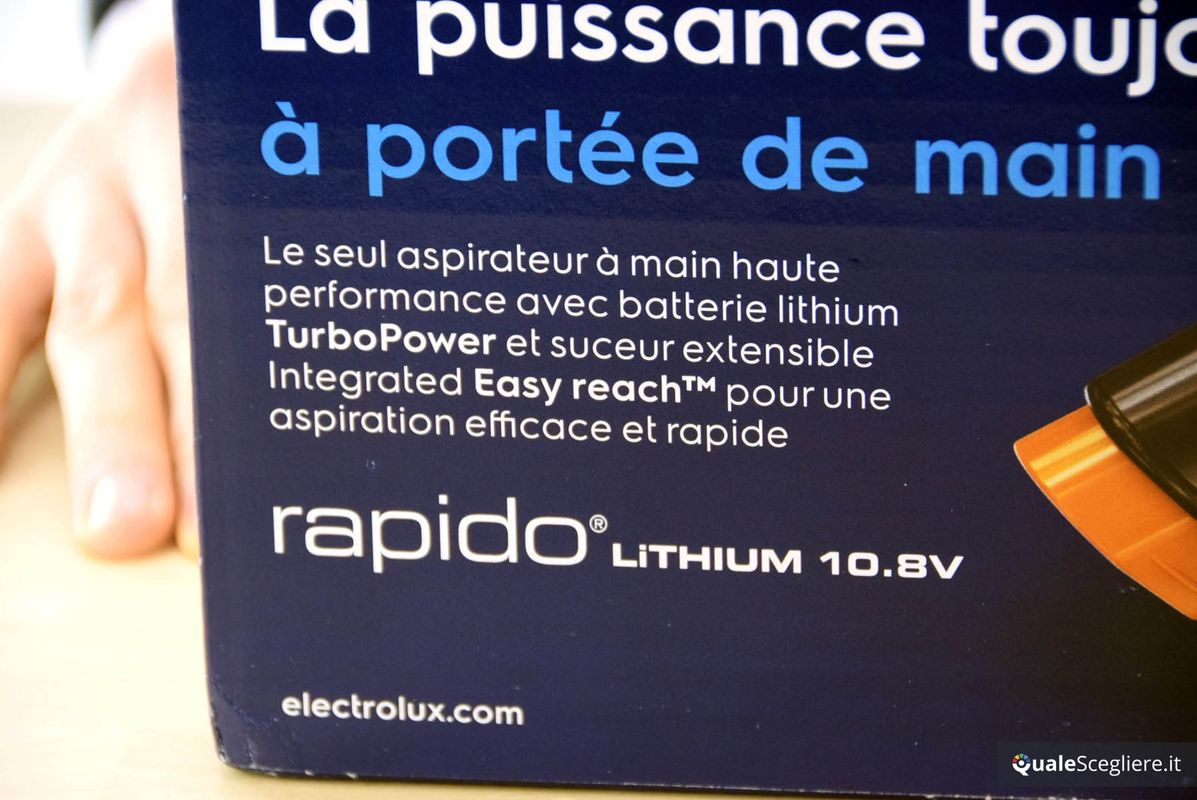 La puissance
à portée de main
Le seul aspirateur à main haute
performance avec batterie lithium
TurboPower et suceur extensible
Integrated Easy reach™ pour une
aspiration efficace et rapide
rapido® LiTHIUM 10.8V
electrolux.com
QualeScegliere.it